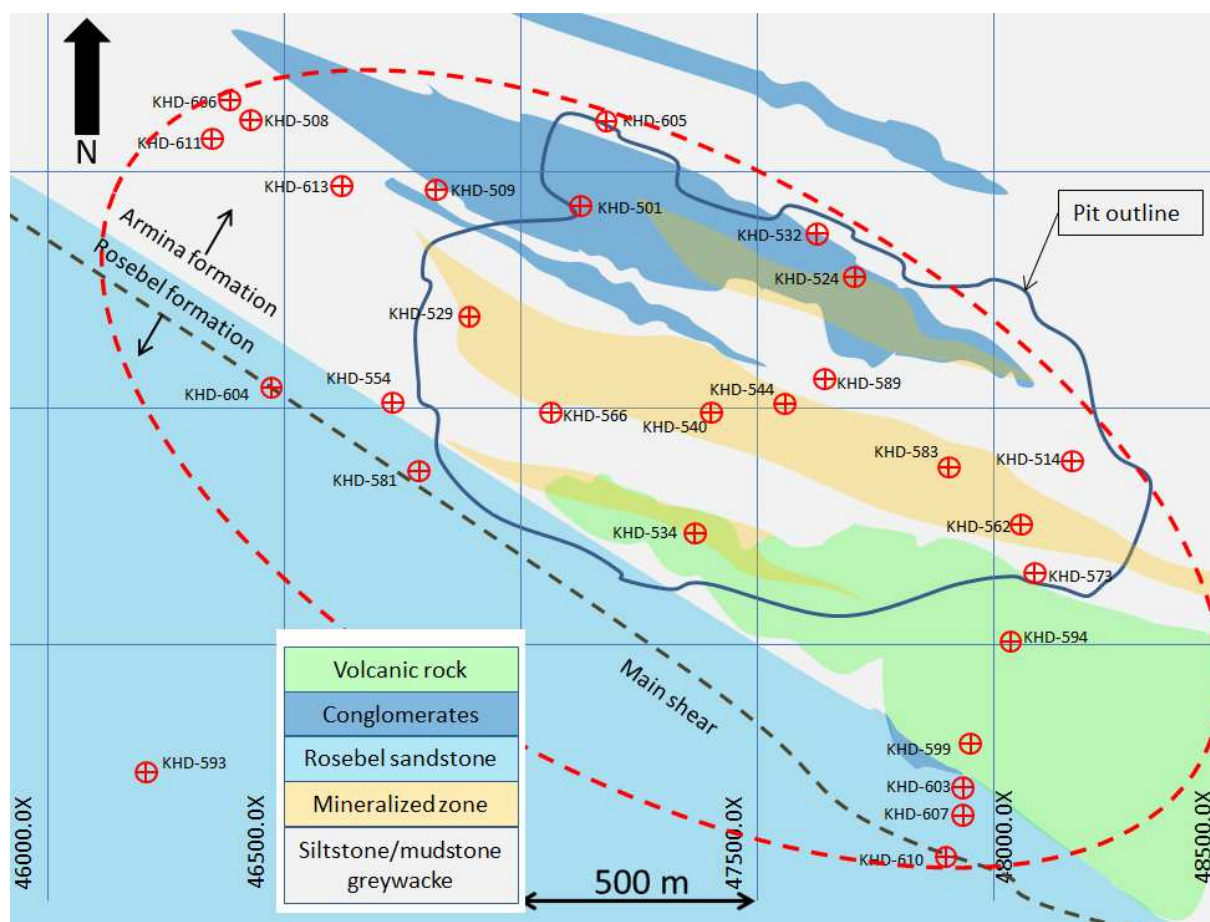 KHD-606
KHD-508
KHD-611
KHD-605
N
KHD-613
KHD-509
KHD-501
Pit outline
KHD-532
KHD-524
Armina formation
Rosebel formation
KHD-529
KHD-604
KHD-554
KHD-544
KHD-589
KHD-566
KHD-540
KHD-583
KHD-514
KHD-581
KHD-534
KHD-562
KHD-573
KHD-594
Main shear
KHD-599
KHD-593
KHD-603
KHD-607
KHD-610
Volcanic rock
Conglomerates
Rosebel sandstone
Mineralized zone
Siltstone/mudstone
greywacke
46000.0X
46500.0X
500 m
47500.0X
48000.0X
48500.0X